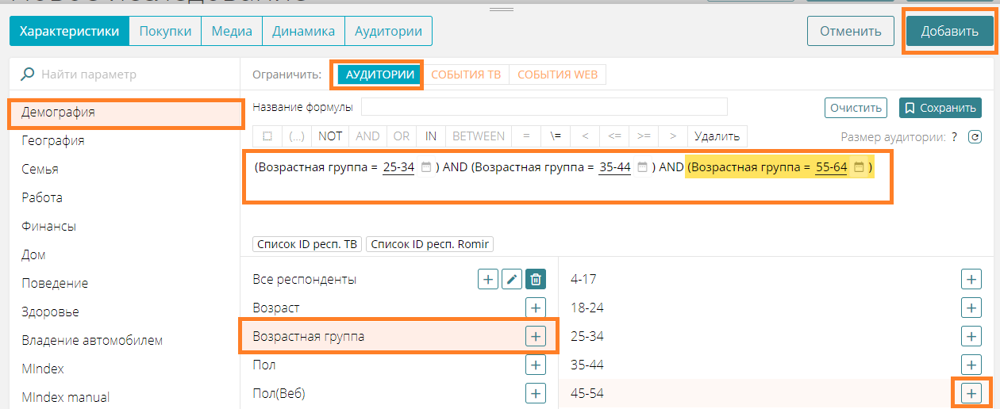 Характеристики Покупки Медиа Динамика Аудитории Отменить Добавить
Найти параметр Ограничить: АУДИТОРИИ СОБЫТИЯ ТВ СОБЫТИЯ WEB
Демография
География
Семья
Работа
Финансы
Дом
Поведение
Здоровье
Владение автомобилем
MIndex
MIndex manual
Название формулы Очистить Сохранить
(...) NOT AND OR IN BETWEEN = \= < <= >= > Удалить Размер аудитории: ?
(Возрастная группа = 25-34 ) AND (Возрастная группа = 35-44 ) AND (Возрастная группа = 55-64 )
Список ID респ. ТВ Список ID респ. Romir
Все респонденты
Возраст
Возрастная группа
Пол
Пол(Веб)
4-17
18-24
25-34
35-44
45-54